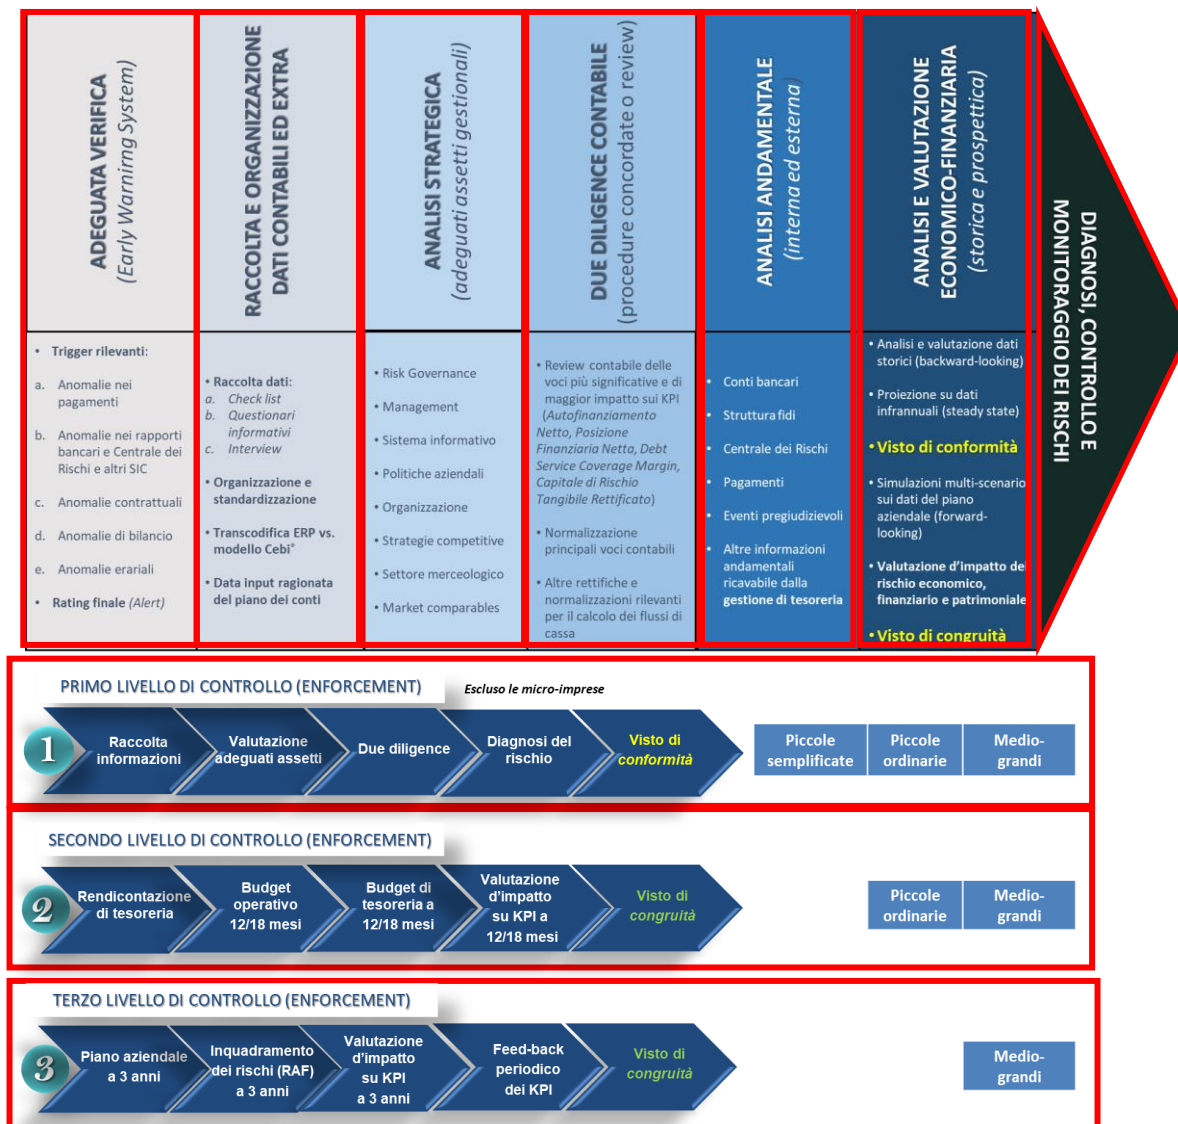 ADEGUATA VERIFICA
(Early Warnirng System)
RACCOLTA E ORGANIZZAZIONE
DATI CONTABILI ED EXTRA
ANALISI STRATEGICA
(adeguati assetti gestionali)
DUE DILIGENCE CONTABILE
(procedure concordate o review)
ANALISI ANDAMENTALE
(interna ed esterna)
ANALISI E VALUTAZIONE
ECONOMICO-FINANZIARIA
(storica e prospettica)
DIAGNOSI, CONTROLLO E
MONITORAGGIO DEI RISCHI
• Trigger rilevanti:
a. Anomalie nei
pagamenti
b. Anomalie nei rapporti
bancari e Centrale dei
Rischi e altri SIC
c. Anomalie contrattuali
d. Anomalie di bilancio
e. Anomalie erariali
• Rating finale (Alert)
• Raccolta dati:
a. Check list
b. Questionari
informativi
c. Interview
• Organizzazione e
standardizzazione
• Transcodifica ERP vs.
modello Cebi®
• Data input ragionata
del piano dei conti
• Risk Governance
• Management
• Sistema informativo
• Politiche aziendali
• Organizzazione
• Strategie competitive
• Settore merceologico
• Market comparables
• Review contabile delle
voci più significative e di
maggior impatto sui KPI
(Autofinanziamento
Netto, Posizione
Finanziaria Netta, Debt
Service Coverage Margin,
Capitale di Rischio
Tangibile Rettificato)
• Normalizzazione
principali voci contabili
• Altre rettifiche e
normalizzazioni rilevanti
per il calcolo dei flussi di
cassa
• Conti bancari
• Struttura fidi
• Centrale dei Rischi
• Pagamenti
• Eventi pregiudizievoli
• Altre informazioni
andamentali
ricavabile dalla
gestione di tesoreria
• Analisi e valutazione dati
storici (backward-looking)
• Proiezione su dati
infrannuali (steady state)
• Visto di conformità
• Simulazioni multi-scenario
sui dati del piano
aziendale (forward-
looking)
• Valutazione d'impatto del
rischio economico,
finanziario e patrimoniale
• Visto di congruità
PRIMO LIVELLO DI CONTROLLO (ENFORCEMENT)
Escluso le micro-imprese
1
Raccolta
informazioni
Valutazione
adeguati assetti
Due diligence
Diagnosi del
rischio
Visto di
conformità
Piccole
semplificate
Piccole
ordinarie
Medio-
grandi
SECONDO LIVELLO DI CONTROLLO (ENFORCEMENT)
2
Rendicontazione
di tesoreria
Budget
operativo
12/18 mesi
Budget di
tesoreria a
12/18 mesi
Valutazione
d'impatto
su KPI a
12/18 mesi
Visto di
congruità
Piccole
ordinarie
Medio-
grandi
TERZO LIVELLO DI CONTROLLO (ENFORCEMENT)
3
Piano aziendale
a 3 anni
Inquadramento
dei rischi (RAF)
a 3 anni
Valutazione
d'impatto
su KPI
a 3 anni
Feed-back
periodico
dei KPI
Visto di
congruità
Medio-
grandi